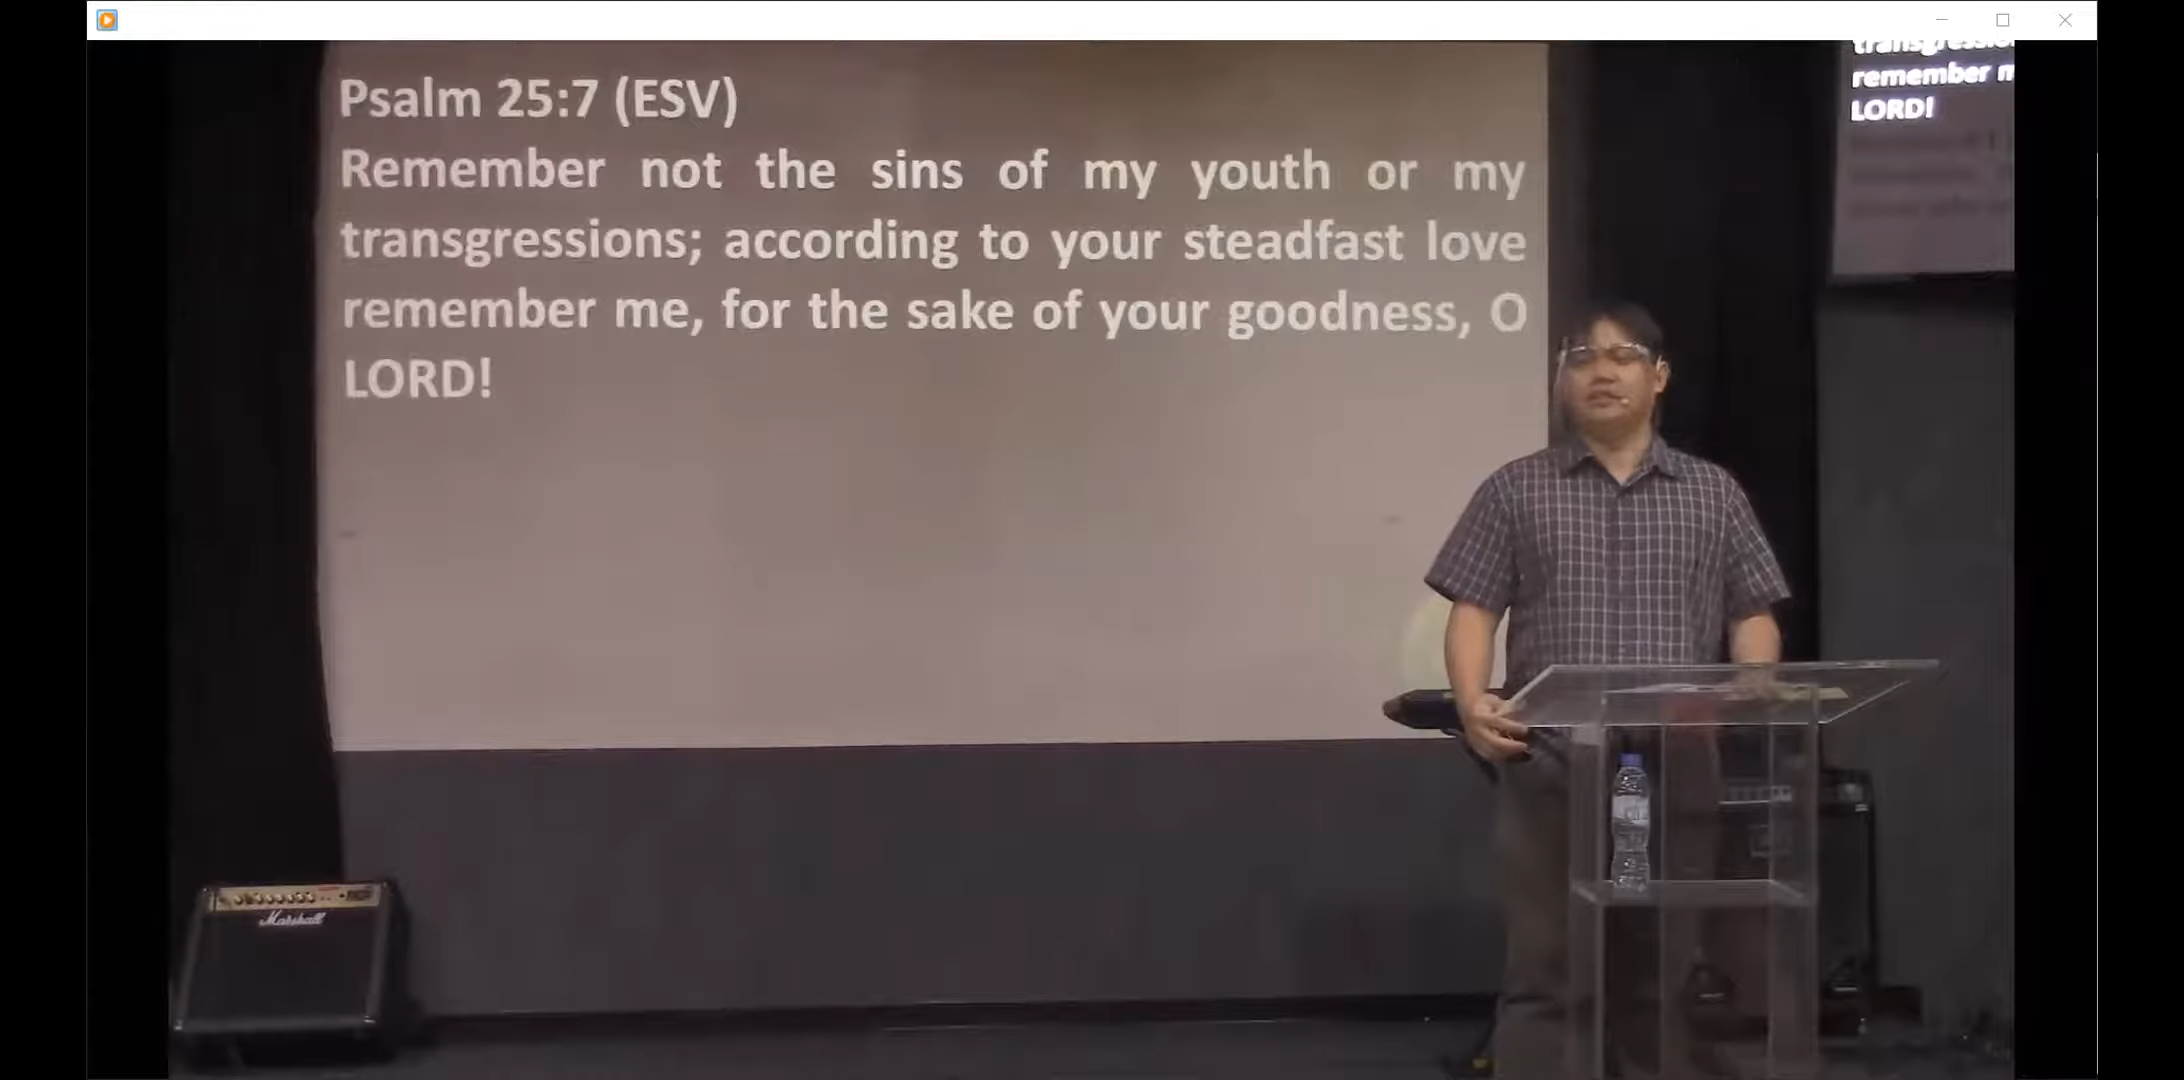 Psalm 25:7 (ESV)
Remember not the sins of my youth or my
transgressions; according to your steadfast love
remember me, for the sake of your goodness, O
LORD!
remember
LORD!
Marshall